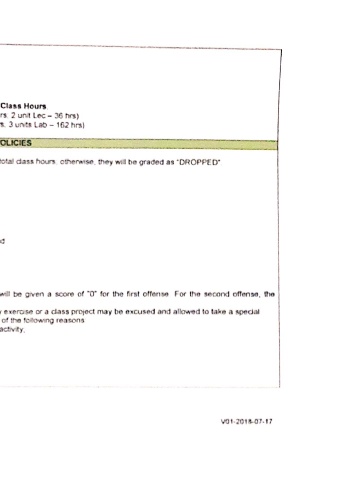 Class Hours
rs. 2 unit Lec – 36 hrs)
s. 3 units Lab – 162 hrs)
OLICIES
total class hours, otherwise, they will be graded as "DROPPED"
d
will be given a score of "0" for the first offense. For the second offense, the
exercise or a class project may be excused and allowed to take a special
of the following reasons
activity,
V01-2018-07-17